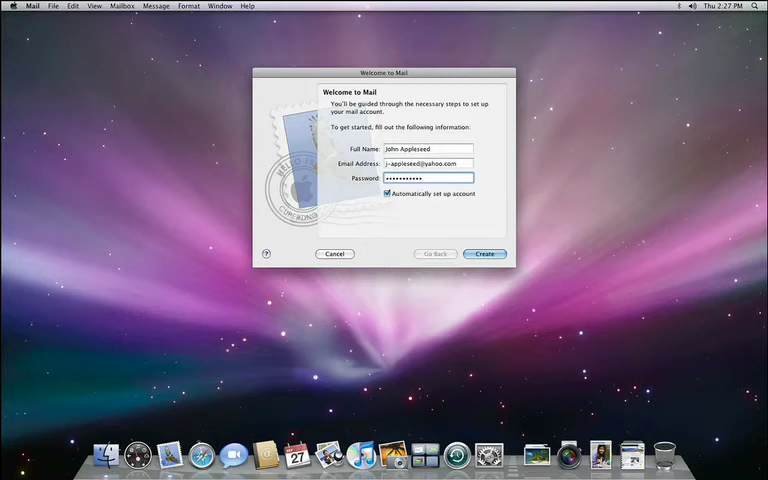 Mail File Edit View Mailbox Message Format Window Help Thu 2:27 PM
Welcome to Mail
Welcome to Mail
You'll be guided through the necessary steps to set up
your mail account.
To get started, fill out the following information:
Full Name: John Appleseed
Email Address: j-appleseed@yahoo.com
Password: •••••••••••
Automatically set up account
HELLO FROM
CUPERTINO
? Cancel Go Back Create
27